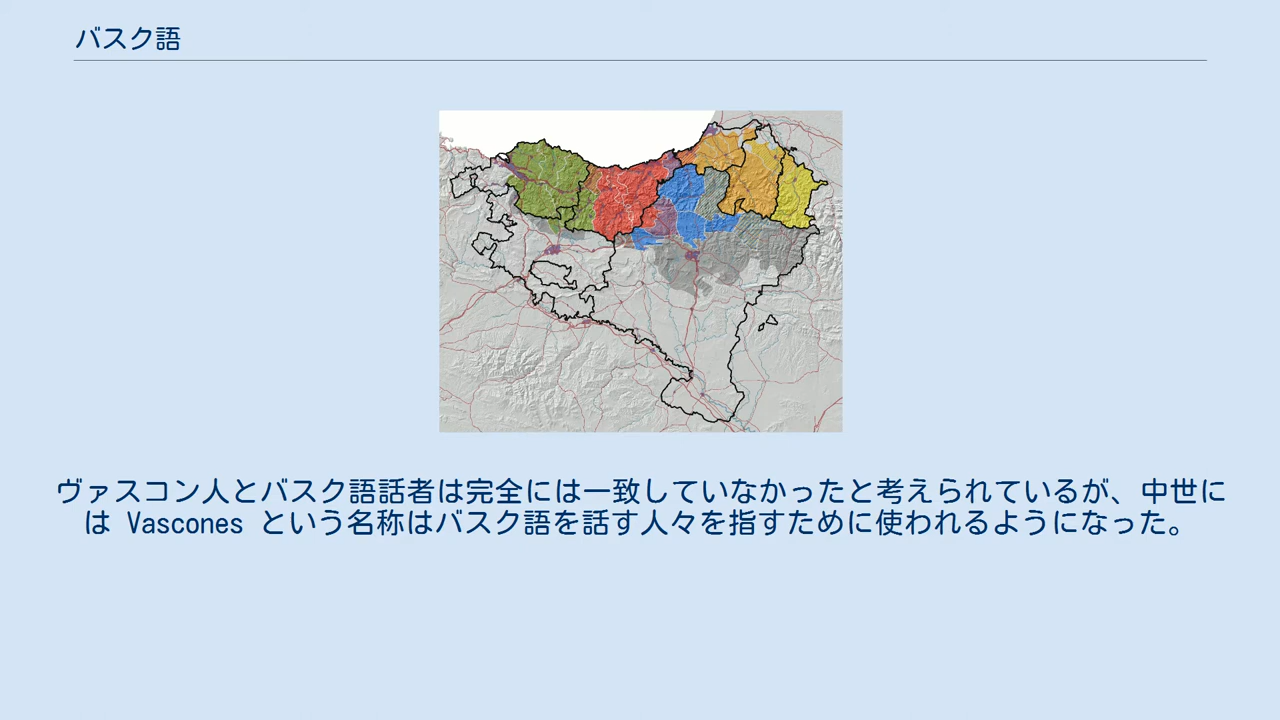 バスク語
ヴァスコン人とバスク語話者は完全には一致していなかったと考えられているが、中世に
は Vascones という名称はバスク語を話す人々を指すために使われるようになった。